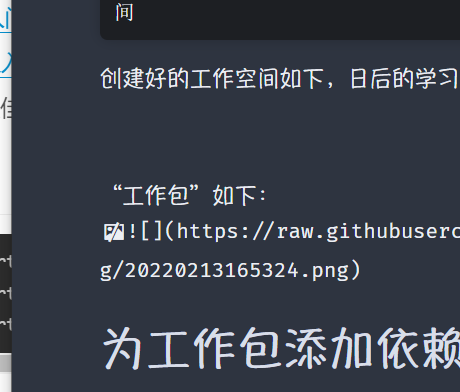 间
创建好的工作空间如下，日后的学习
“工作包”如下：
![](https://raw.githubuserc
g/20220213165324.png)
为工作包添加依赖